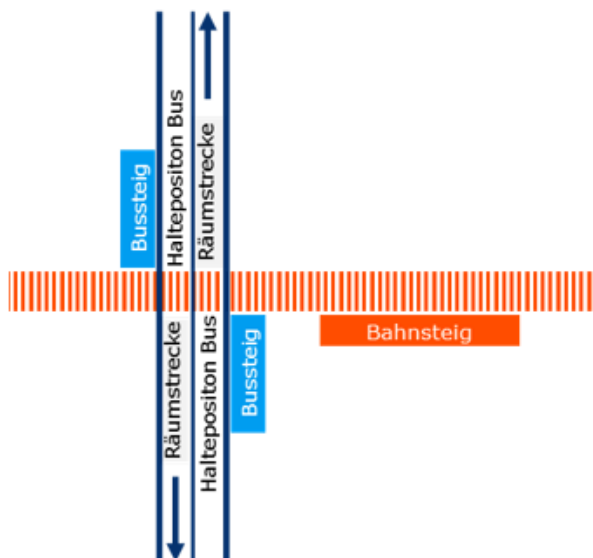 Bussteig
Haltepositon Bus
Räumstrecke
Räumstrecke
Haltepositon Bus
Bussteig
Bahnsteig